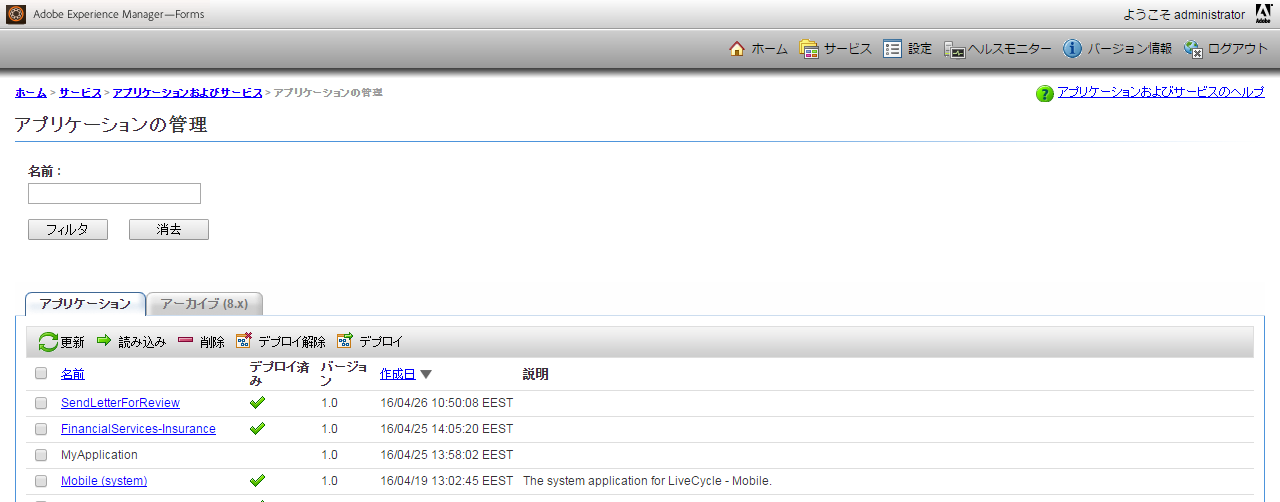 Adobe Experience Manager—Forms ようこそ administrator Adobe
ホーム サービス 設定 ヘルスモニター バージョン情報 ログアウト
ホーム > サービス > アプリケーションおよびサービス > アプリケーションの管理 アプリケーションおよびサービスのヘルプ
アプリケーションの管理
名前：
フィルタ 消去
アプリケーション アーカイブ (8.x)
更新 読み込み 削除 デプロイ解除 デプロイ
名前 デプロイ済み バージョン 作成日 説明
SendLetterForReview 1.0 16/04/26 10:50:08 EEST
FinancialServices-Insurance 1.0 16/04/25 14:05:20 EEST
MyApplication 1.0 16/04/25 13:58:02 EEST
Mobile (system) 1.0 16/04/19 13:02:45 EEST The system application for LiveCycle - Mobile.